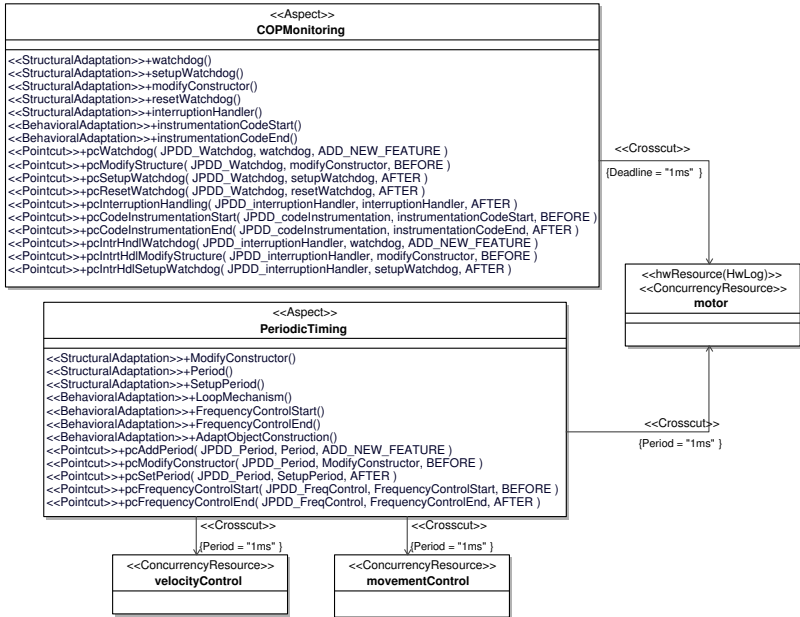 <<Aspect>>
COPMonitoring
<<StructuralAdaptation>>+watchdog()
<<StructuralAdaptation>>+setupWatchdog()
<<StructuralAdaptation>>+modifyConstructor()
<<StructuralAdaptation>>+resetWatchdog()
<<StructuralAdaptation>>+interruptionHandler()
<<BehavioralAdaptation>>+instrumentationCodeStart()
<<BehavioralAdaptation>>+instrumentationCodeEnd()
<<Pointcut>>+pcWatchdog( JPDD_Watchdog, watchdog, ADD_NEW_FEATURE )
<<Pointcut>>+pcModifyStructure( JPDD_Watchdog, modifyConstructor, BEFORE )
<<Pointcut>>+pcSetupWatchdog( JPDD_Watchdog, setupWatchdog, AFTER )
<<Pointcut>>+pcResetWatchdog( JPDD_Watchdog, resetWatchdog, AFTER )
<<Pointcut>>+pcInterruptionHandling( JPDD_interruptionHandler, interruptionHandler, AFTER )
<<Pointcut>>+pcCodeInstrumentationStart( JPDD_codeInstrumentation, instrumentationCodeStart, BEFORE )
<<Pointcut>>+pcCodeInstrumentationEnd( JPDD_codeInstrumentation, instrumentationCodeEnd, AFTER )
<<Pointcut>>+pcIntrHndlWatchdog( JPDD_interruptionHandler, watchdog, ADD_NEW_FEATURE )
<<Pointcut>>+pcIntrtHdlModifyStructure( JPDD_interruptionHandler, modifyConstructor, BEFORE )
<<Pointcut>>+pcIntrHdlSetupWatchdog( JPDD_interruptionHandler, setupWatchdog, AFTER )
<<Crosscut>>
{Deadline = "1ms" }
<<hwResource(HwLog)>>
<<ConcurrencyResource>>
motor
<<Aspect>>
PeriodicTiming
<<StructuralAdaptation>>+ModifyConstructor()
<<StructuralAdaptation>>+Period()
<<StructuralAdaptation>>+SetupPeriod()
<<BehavioralAdaptation>>+LoopMechanism()
<<BehavioralAdaptation>>+FrequencyControlStart()
<<BehavioralAdaptation>>+FrequencyControlEnd()
<<BehavioralAdaptation>>+AdaptObjectConstruction()
<<Pointcut>>+pcAddPeriod( JPDD_Period, Period, ADD_NEW_FEATURE )
<<Pointcut>>+pcModifyConstructor( JPDD_Period, ModifyConstructor, BEFORE )
<<Pointcut>>+pcSetPeriod( JPDD_Period, SetupPeriod, AFTER )
<<Pointcut>>+pcFrequencyControlStart( JPDD_FreqControl, FrequencyControlStart, BEFORE )
<<Pointcut>>+pcFrequencyControlEnd( JPDD_FreqControl, FrequencyControlEnd, AFTER )
<<Crosscut>>
{Period = "1ms" }
<<Crosscut>>
{Period = "1ms" }
<<Crosscut>>
{Period = "1ms" }
<<ConcurrencyResource>>
velocityControl
<<ConcurrencyResource>>
movementControl